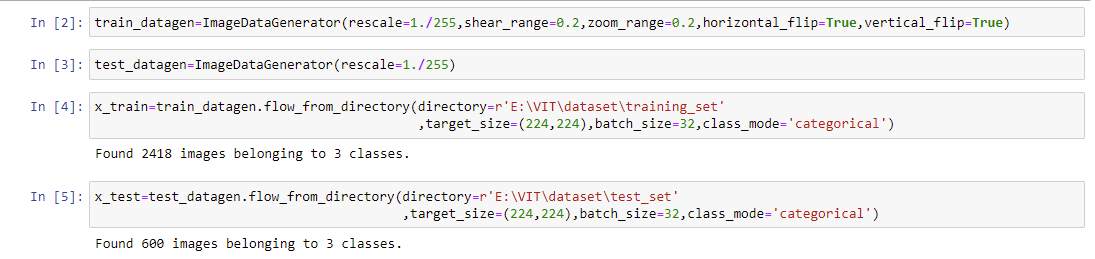 In [2]: train_datagen=ImageDataGenerator(rescale=1./255,shear_range=0.2,zoom_range=0.2,horizontal_flip=True,vertical_flip=True)
In [3]: test_datagen=ImageDataGenerator(rescale=1./255)
In [4]: x_train=train_datagen.flow_from_directory(directory=r'E:\VIT\dataset\training_set'
,target_size=(224,224),batch_size=32,class_mode='categorical')
Found 2418 images belonging to 3 classes.
In [5]: x_test=test_datagen.flow_from_directory(directory=r'E:\VIT\dataset\test_set'
,target_size=(224,224),batch_size=32,class_mode='categorical')
Found 600 images belonging to 3 classes.